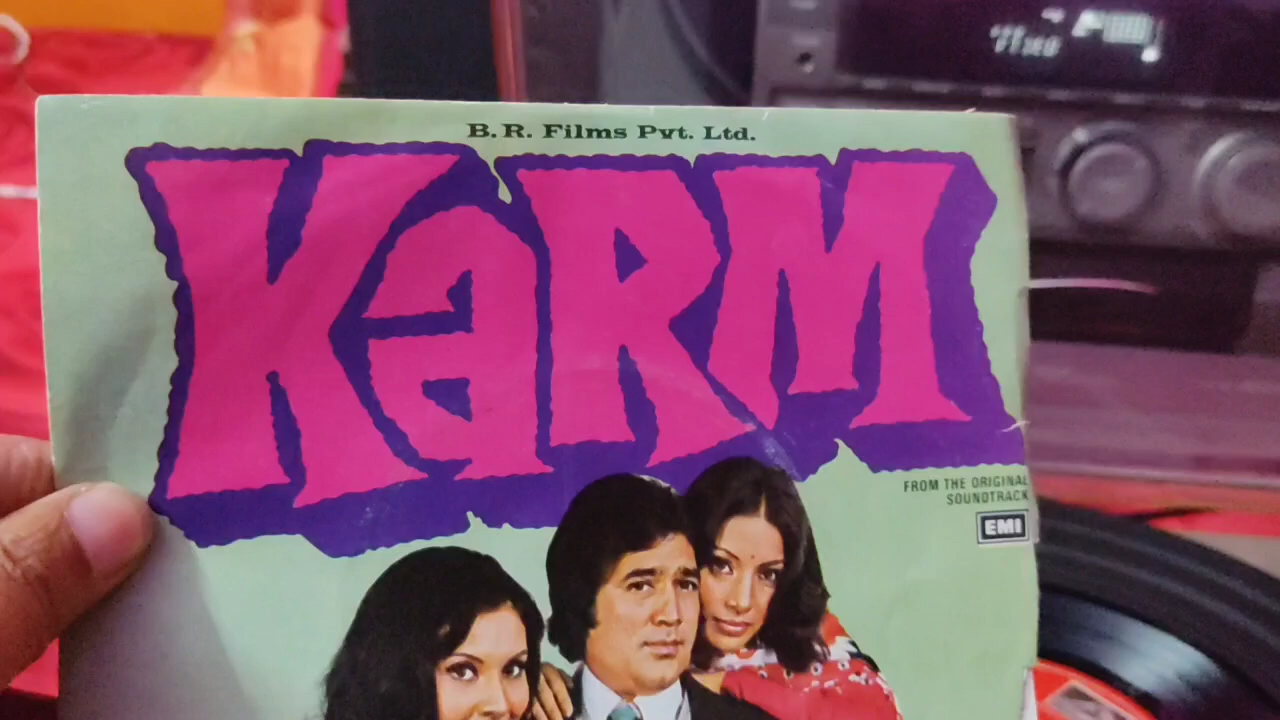 B. R. Films Pvt. Ltd.
KaRM
FROM THE ORIGINAL
SOUNDTRACK
EMI